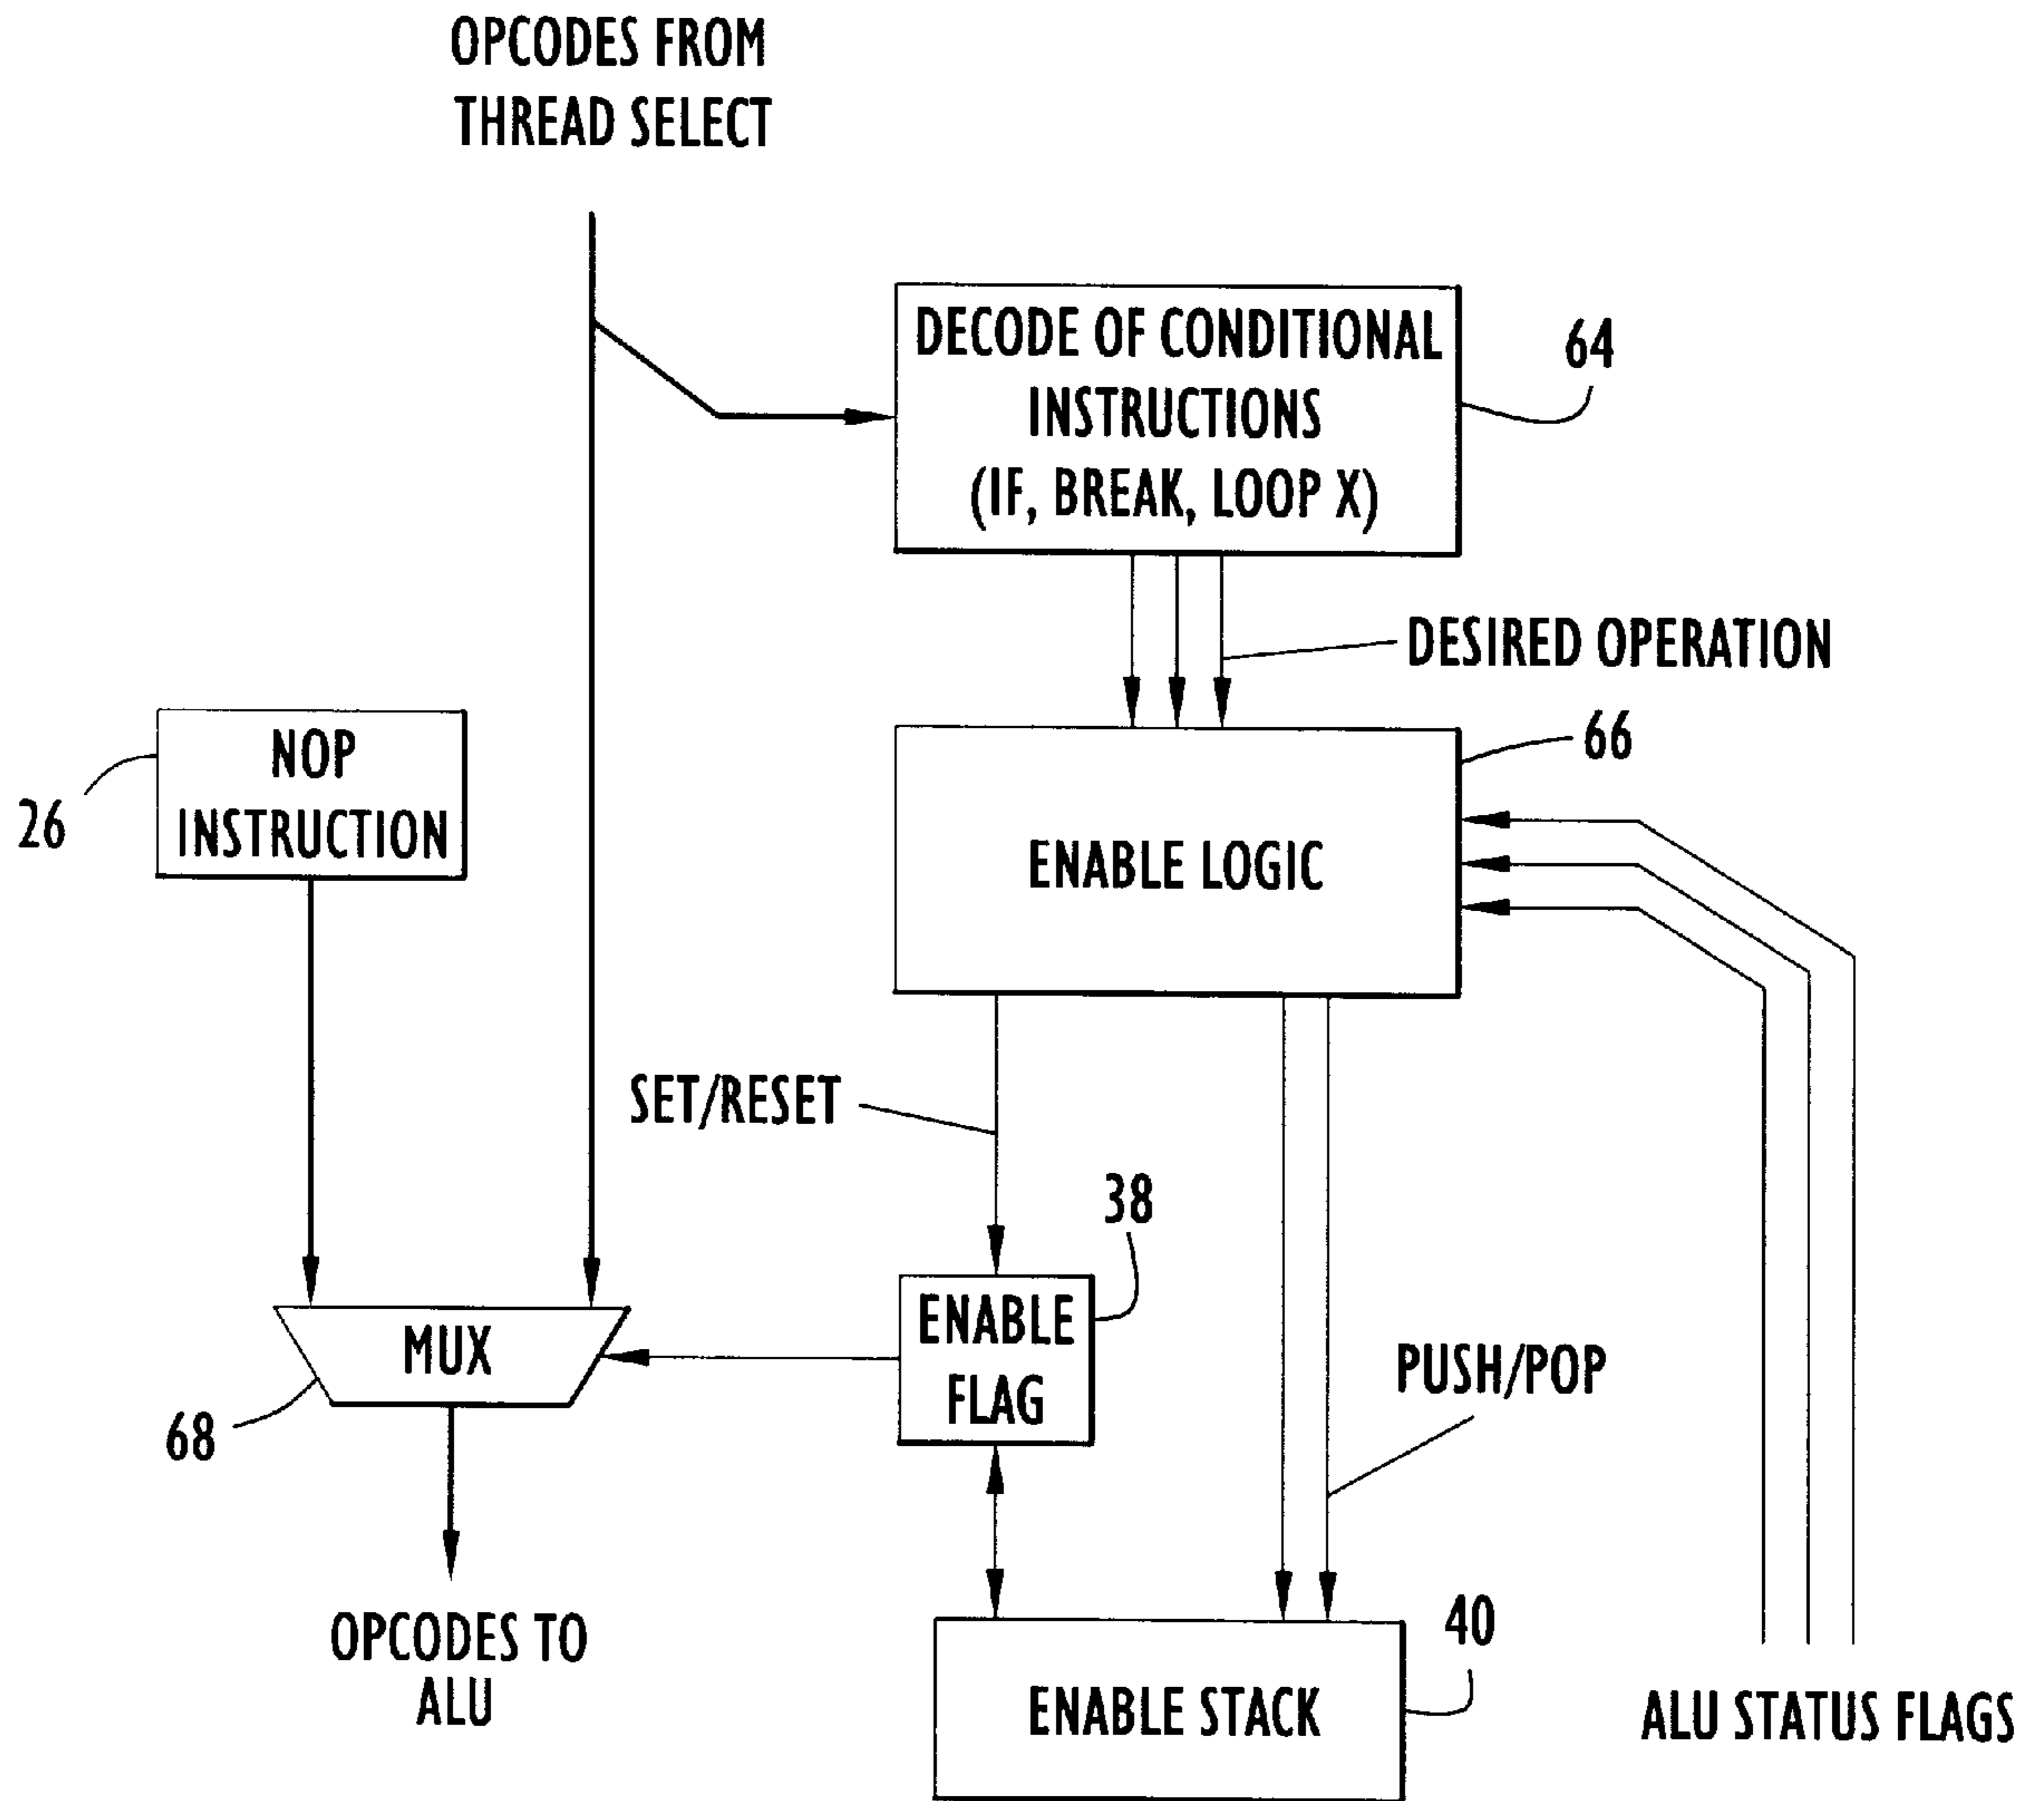 OPCODES FROM
THREAD SELECT
DECODE OF CONDITIONAL
INSTRUCTIONS
(IF, BREAK, LOOP X)
64
DESIRED OPERATION
66
NOP
INSTRUCTION
26
ENABLE LOGIC
SET/RESET
38
ENABLE
FLAG
MUX
68
PUSH/POP
OPCODES TO
ALU
40
ENABLE STACK
ALU STATUS FLAGS